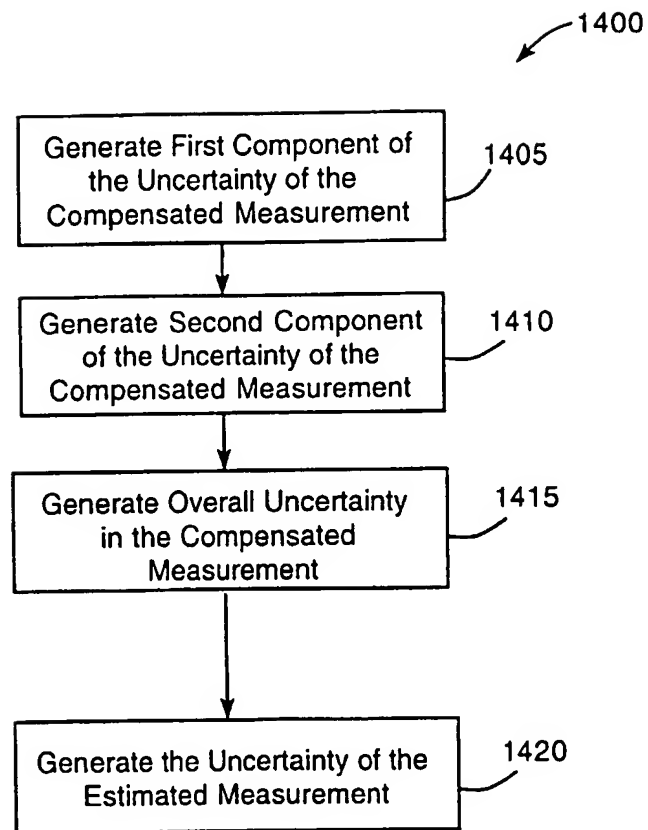 1400
Generate First Component of
the Uncertainty of the
Compensated Measurement
1405
Generate Second Component
of the Uncertainty of the
Compensated Measurement
1410
Generate Overall Uncertainty
in the Compensated
Measurement
1415
Generate the Uncertainty of the
Estimated Measurement
1420